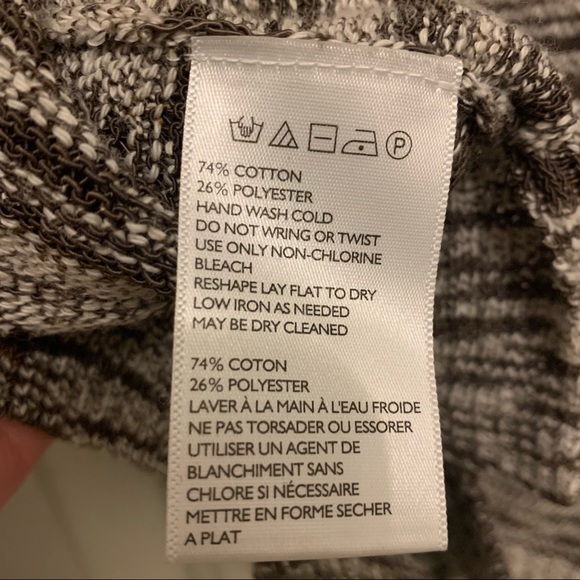 P
74% COTTON
26% POLYESTER
HAND WASH COLD
DO NOT WRING OR TWIST
USE ONLY NON-CHLORINE
BLEACH
RESHAPE LAY FLAT TO DRY
LOW IRON AS NEEDED
MAY BE DRY CLEANED
74% COTON
26% POLYESTER
LAVER À LA MAIN À L'EAU FROIDE
NE PAS TORSADER OU ESSORER
UTILISER UN AGENT DE
BLANCHIMENT SANS
CHLORE SI NÉCESSAIRE
METTRE EN FORME SECHER
A PLAT